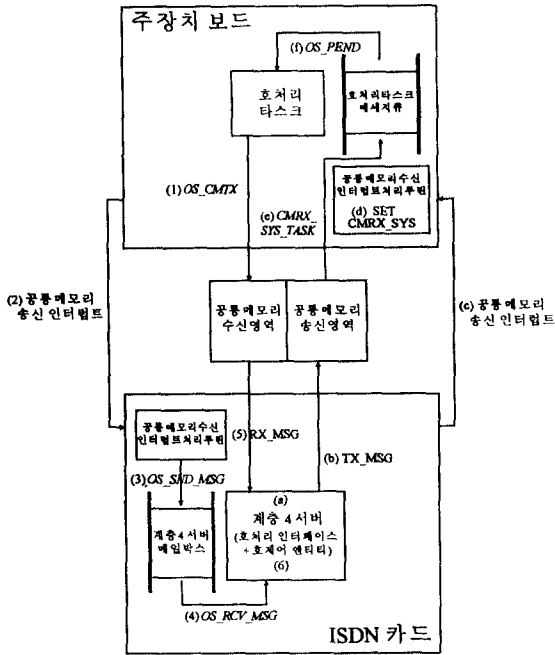 주장치 보드
(f) OS_PEND
호처리
타스크
호처리타스크
메세지큐
(1) OS_CMTX
(e) CMRX_
SYS_TASK
공통메모리수신
인터럽트처리루틴
(d) SET
CMRX_SYS
(2) 공통메모리
송신 인터럽트
공통메모리
수신영역
공통메모리
송신영역
(c) 공통메모리
송신 인터럽트
공통메모리수신
인터럽트처리루틴
(5) RX_MSG
(b) TX_MSG
(3) OS_SND_MSG
계층4서버
메일박스
(a)
계층 4 서버
(호처리 인터페이스
+ 호제어 엔티티)
(6)
(4) OS_RCV_MSG
ISDN 카드